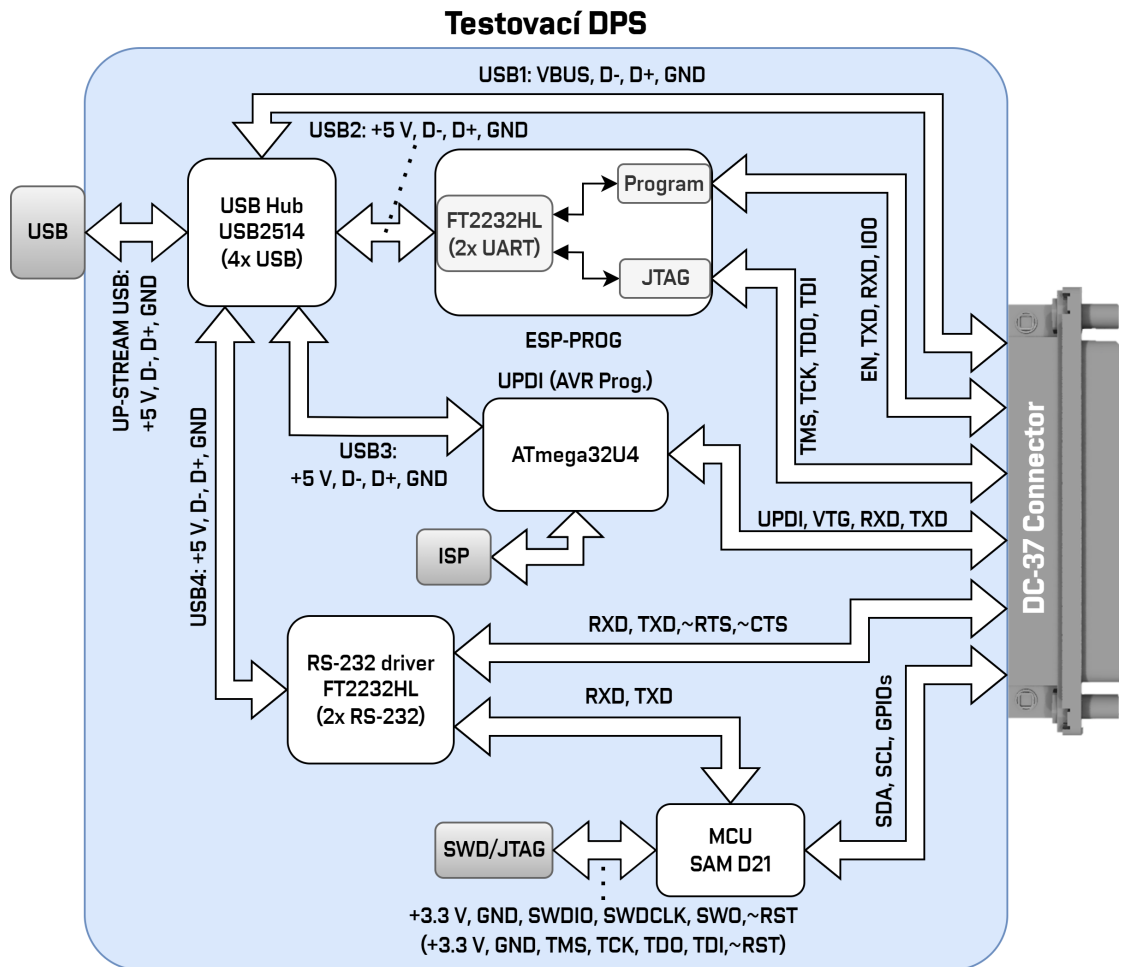 Testovací DPS
USB1: VBUS, D-, D+, GND
USB2: +5 V, D-, D+, GND
USB
UP-STREAM USB:
+5 V, D-, D+, GND
USB Hub
USB2514
(4x USB)
FT2232HL
(2x UART)
Program
JTAG
ESP-PROG
EN, TXD, RXD, IO0
TMS, TCK, TDO, TDI
DC-37 Connector
UPDI (AVR Prog.)
ATmega32U4
USB3:
+5 V, D-, D+, GND
USB4: +5 V, D-, D+, GND
ISP
UPDI, VTG, RXD, TXD
RS-232 driver
FT2232HL
(2x RS-232)
RXD, TXD,~RTS,~CTS
RXD, TXD
SDA, SCL, GPIOs
SWD/JTAG
MCU
SAM D21
+3.3 V, GND, SWDIO, SWDCLK, SWO,~RST
(+3.3 V, GND, TMS, TCK, TDO, TDI,~RST)